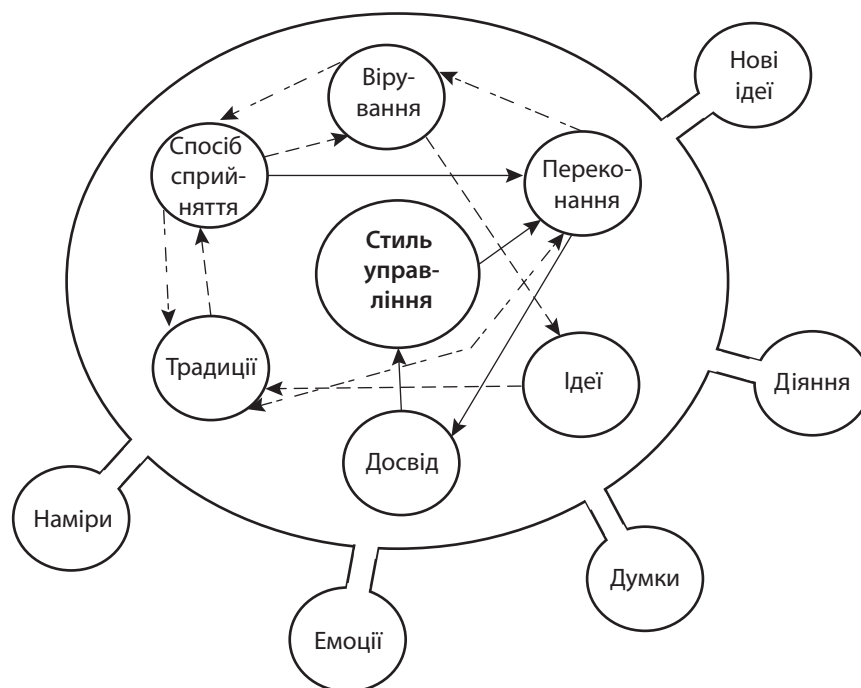 Нові
ідеї
Віру-
вання
Спосіб
сприй-
няття
Переко-
нання
Стиль
управ-
ління
Традиції
Ідеї
Діяння
Досвід
Наміри
Думки
Емоції